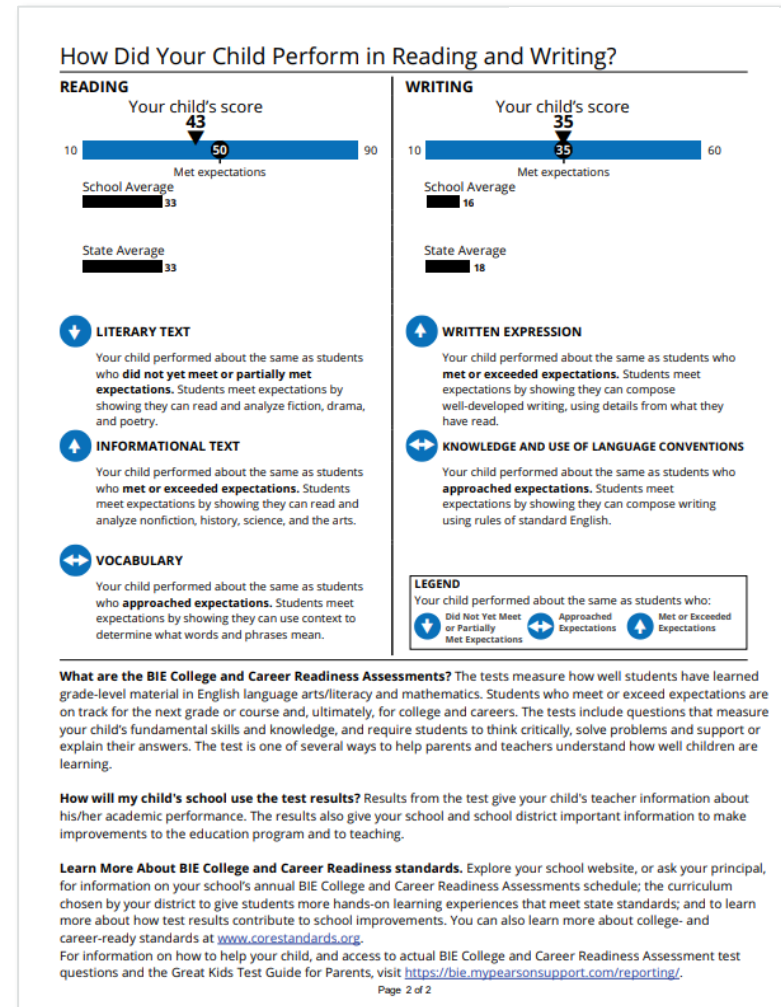 How Did Your Child Perform in Reading and Writing?
READING
Your child's score
43
10
50
90
Met expectations
School Average
33
State Average
33
LITERARY TEXT
Your child performed about the same as students
who did not yet meet or partially met
expectations. Students meet expectations by
showing they can read and analyze fiction, drama,
and poetry.
INFORMATIONAL TEXT
Your child performed about the same as students
who met or exceeded expectations. Students
meet expectations by showing they can read and
analyze nonfiction, history, science, and the arts.
VOCABULARY
Your child performed about the same as students
who approached expectations. Students meet
expectations by showing they can use context to
determine what words and phrases mean.
WRITING
Your child's score
35
10
35
60
Met expectations
School Average
16
State Average
18
WRITTEN EXPRESSION
Your child performed about the same as students who
met or exceeded expectations. Students meet
expectations by showing they can compose
well-developed writing, using details from what they
have read.
KNOWLEDGE AND USE OF LANGUAGE CONVENTIONS
Your child performed about the same as students who
approached expectations. Students meet
expectations by showing they can compose writing
using rules of standard English.
LEGEND
Your child performed about the same as students who:
Did Not Yet Meet
or Partially
Met Expectations
Approached
Expectations
Met or Exceeded
Expectations
What are the BIE College and Career Readiness Assessments? The tests measure how well students have learned
grade-level material in English language arts/literacy and mathematics. Students who meet or exceed expectations are
on track for the next grade or course and, ultimately, for college and careers. The tests include questions that measure
your child's fundamental skills and knowledge, and require students to think critically, solve problems and support or
explain their answers. The test is one of several ways to help parents and teachers understand how well children are
learning.
How will my child's school use the test results? Results from the test give your child's teacher information about
his/her academic performance. The results also give your school and school district important information to make
improvements to the education program and to teaching.
Learn More About BIE College and Career Readiness standards. Explore your school website, or ask your principal,
for information on your school's annual BIE College and Career Readiness Assessments schedule; the curriculum
chosen by your district to give students more hands-on learning experiences that meet state standards; and to learn
more about how test results contribute to school improvements. You can also learn more about college- and
career-ready standards at www.corestandards.org.
For information on how to help your child, and access to actual BIE College and Career Readiness Assessment test
questions and the Great Kids Test Guide for Parents, visit https://bie.mypearsonsupport.com/reporting/.
Page 2 of 2